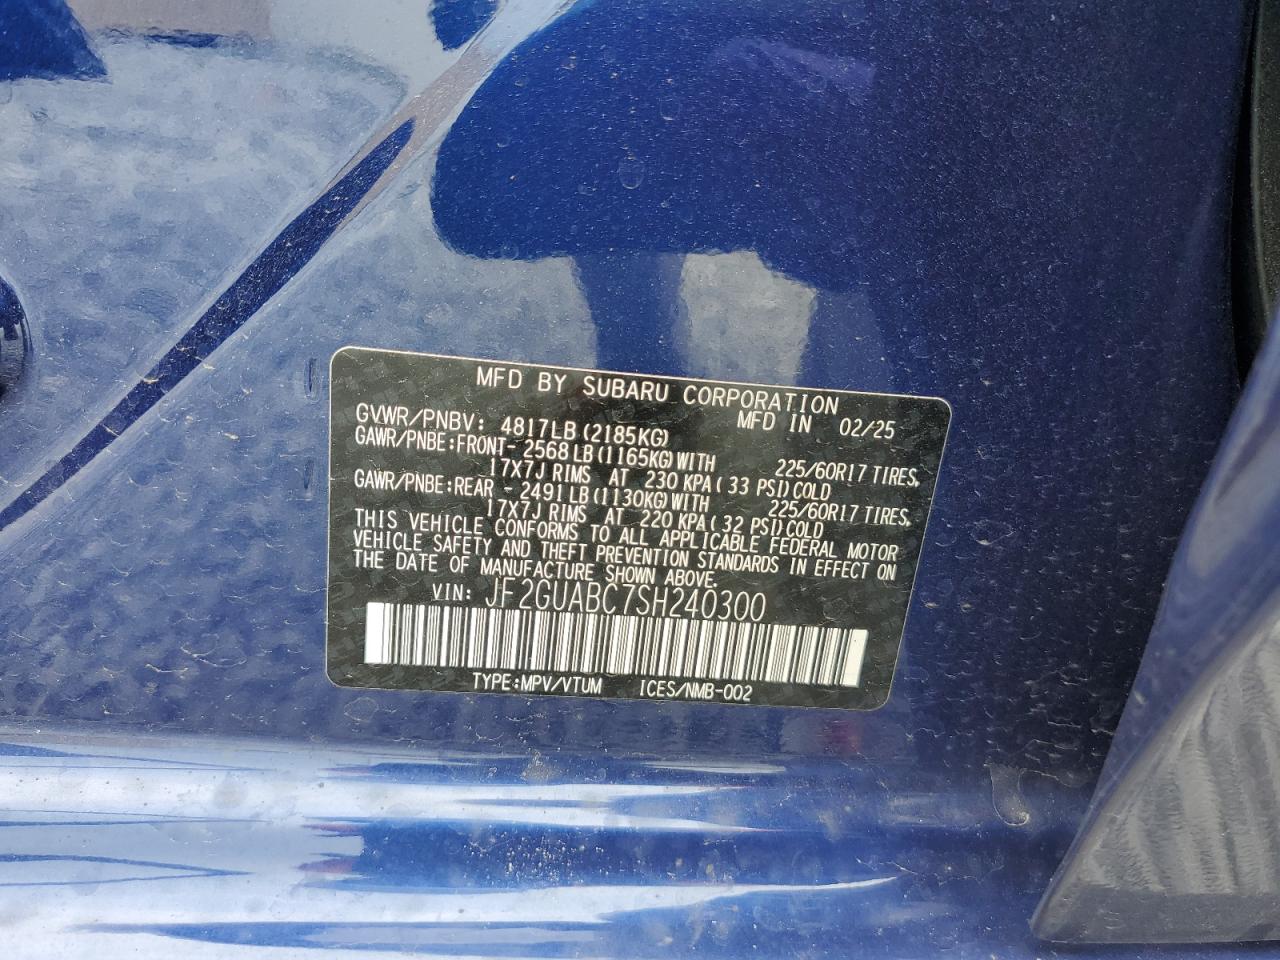 MFD BY SUBARU CORPORATION
GVWR/PNBV: 4817LB (2185KG) MFD IN 02/25
GAWR/PNBE:FRONT- 2568 LB (1165KG) WITH 225/60R17 TIRES,
17X7J RIMS AT 230 KPA ( 33 PSI) COLD
GAWR/PNBE:REAR - 2491 LB (1130KG) WITH 225/60R17 TIRES,
17X7J RIMS AT 220 KPA ( 32 PSI) COLD
THIS VEHICLE CONFORMS TO ALL APPLICABLE FEDERAL MOTOR
VEHICLE SAFETY AND THEFT PREVENTION STANDARDS IN EFFECT ON
THE DATE OF MANUFACTURE SHOWN ABOVE.
VIN: JF2GUABC7SH240300
TYPE:MPV/VTUM ICES/NMB-002